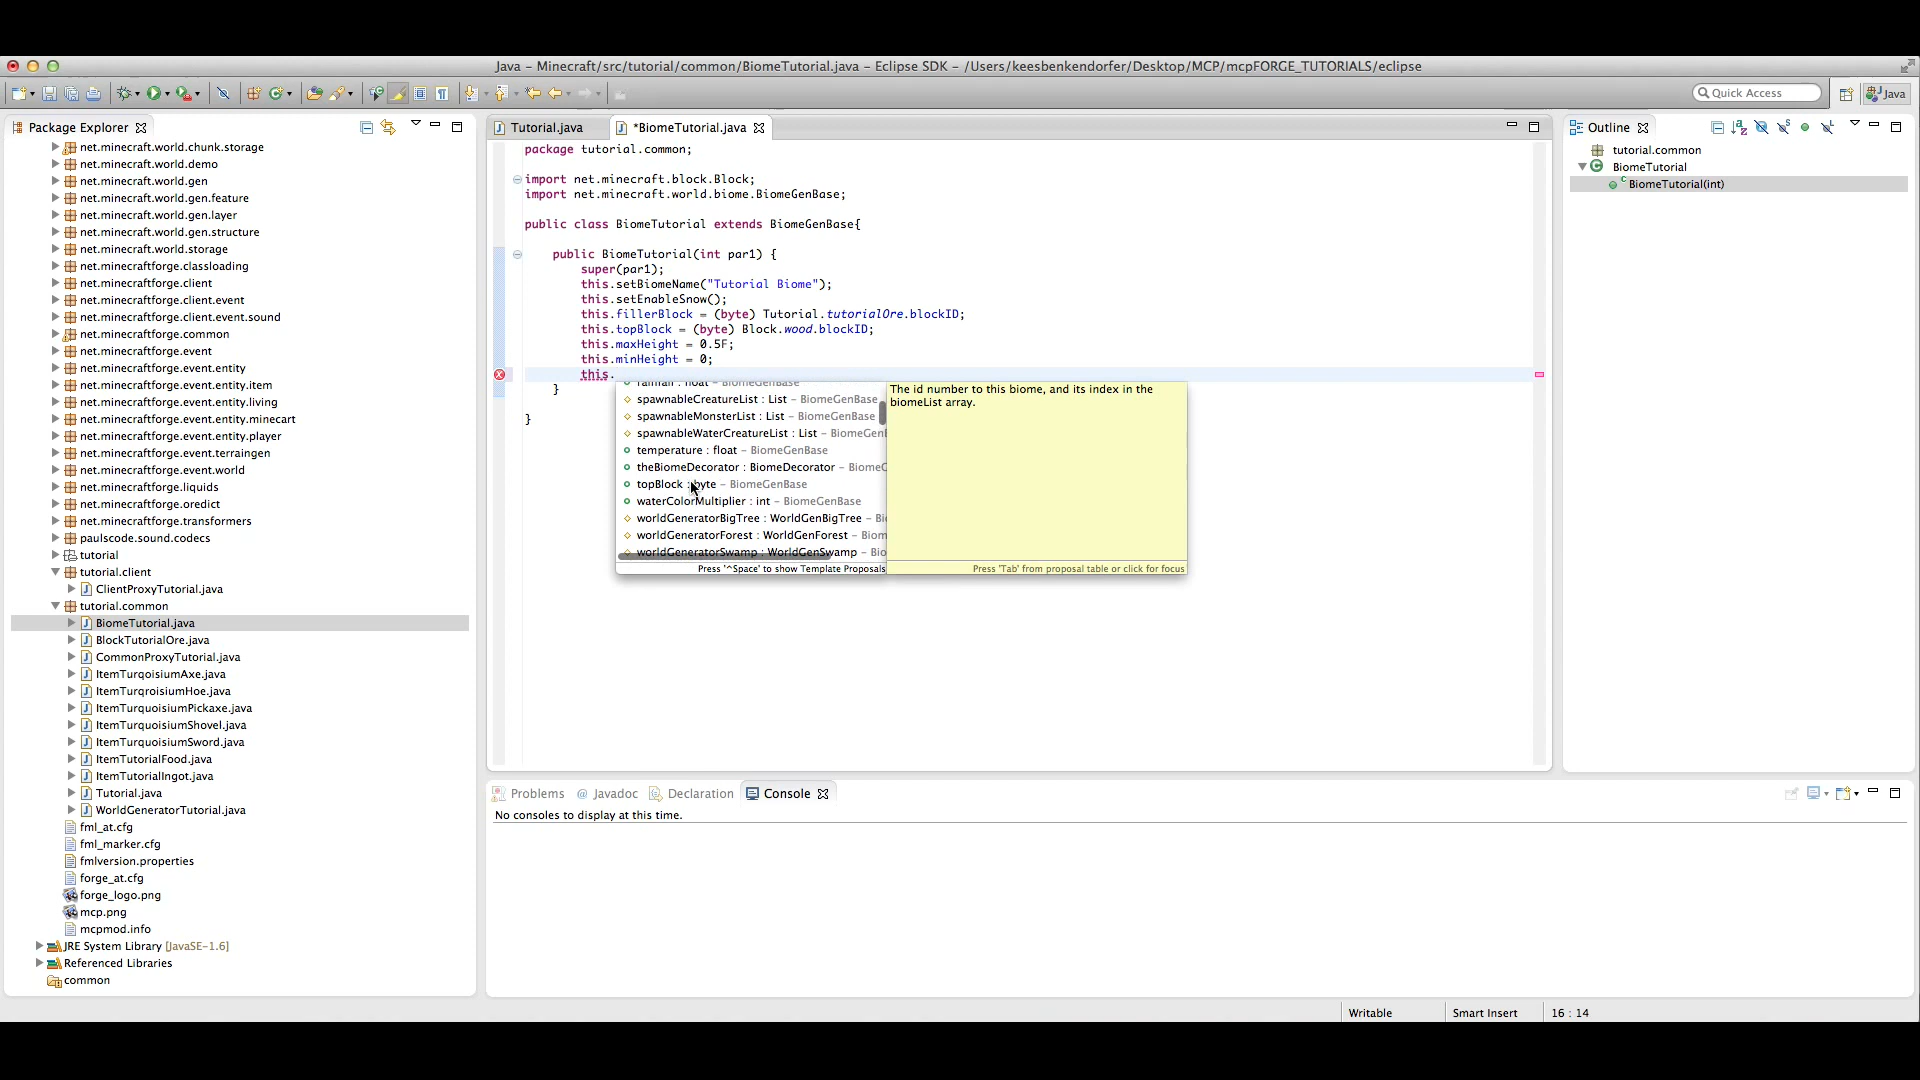 Java – Minecraft/src/tutorial/common/BiomeTutorial.java – Eclipse SDK – /Users/keesbenkendorfer/Desktop/MCP/mcpFORGE_TUTORIALS/eclipse
Quick Access
Java
Package Explorer
net.minecraft.world.chunk.storage
net.minecraft.world.demo
net.minecraft.world.gen
net.minecraft.world.gen.feature
net.minecraft.world.gen.layer
net.minecraft.world.gen.structure
net.minecraft.world.storage
net.minecraftforge.classloading
net.minecraftforge.client
net.minecraftforge.client.event
net.minecraftforge.client.event.sound
net.minecraftforge.common
net.minecraftforge.event
net.minecraftforge.event.entity
net.minecraftforge.event.entity.item
net.minecraftforge.event.entity.living
net.minecraftforge.event.entity.minecart
net.minecraftforge.event.entity.player
net.minecraftforge.event.terraingen
net.minecraftforge.event.world
net.minecraftforge.liquids
net.minecraftforge.oredict
net.minecraftforge.transformers
paulscode.sound.codecs
tutorial
tutorial.client
ClientProxyTutorial.java
tutorial.common
BiomeTutorial.java
BlockTutorialOre.java
CommonProxyTutorial.java
ItemTurqoisiumAxe.java
ItemTurqroisiumHoe.java
ItemTurquoisiumPickaxe.java
ItemTurquoisiumShovel.java
ItemTurquoisiumSword.java
ItemTutorialFood.java
ItemTutorialIngot.java
Tutorial.java
WorldGeneratorTutorial.java
fml_at.cfg
fml_marker.cfg
fmlversion.properties
forge_at.cfg
forge_logo.png
mcp.png
mcpmod.info
JRE System Library [JavaSE-1.6]
Referenced Libraries
common
Tutorial.java
*BiomeTutorial.java
package tutorial.common;
import net.minecraft.block.Block;
import net.minecraft.world.biome.BiomeGenBase;
public class BiomeTutorial extends BiomeGenBase{
public BiomeTutorial(int par1) {
super(par1);
this.setBiomeName("Tutorial Biome");
this.setEnableSnow();
this.fillerBlock = (byte) Tutorial.tutorialOre.blockID;
this.topBlock = (byte) Block.wood.blockID;
this.maxHeight = 0.5F;
this.minHeight = 0;
this.
}
}
rainfall : float – BiomeGenBase
spawnableCreatureList : List – BiomeGenBase
spawnableMonsterList : List – BiomeGenBase
spawnableWaterCreatureList : List – BiomeGenl
temperature : float – BiomeGenBase
theBiomeDecorator : BiomeDecorator – BiomeG
topBlock : byte – BiomeGenBase
waterColorMultiplier : int – BiomeGenBase
worldGeneratorBigTree : WorldGenBigTree – Bi
worldGeneratorForest : WorldGenForest – Biom
worldGeneratorSwamp : WorldGenSwamp – Bio
Press '^Space' to show Template Proposals
The id number to this biome, and its index in the
biomeList array.
Press 'Tab' from proposal table or click for focus
Outline
tutorial.common
BiomeTutorial
BiomeTutorial(int)
Problems
Javadoc
Declaration
Console
No consoles to display at this time.
Writable
Smart Insert
16 : 14